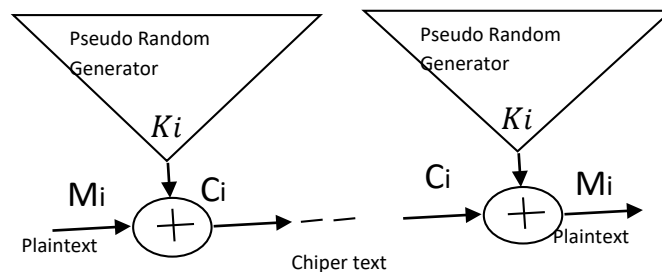 Pseudo Random
Generator
Ki
Mi
Ci
Plaintext
Chiper text
Pseudo Random
Generator
Ki
Ci
Mi
Plaintext